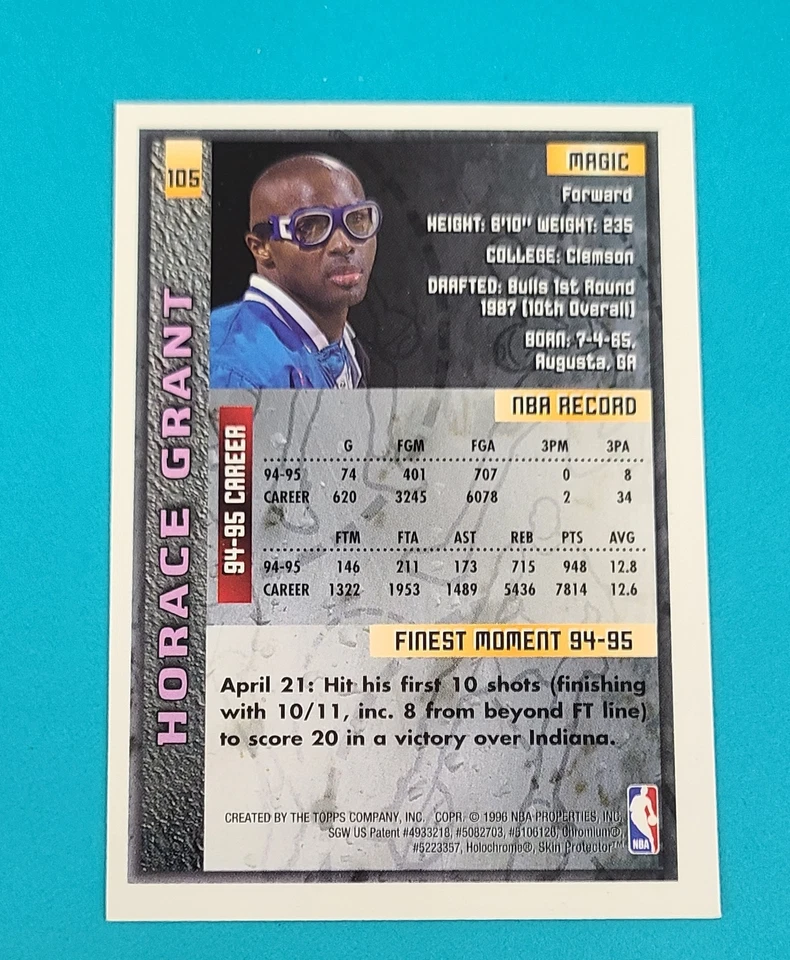 105
HORACE GRANT
MAGIC
Forward
HEIGHT: 6'10" WEIGHT: 235
COLLEGE: Clemson
DRAFTED: Bulls 1st Round
1987 (10th Overall)
BORN: 7-4-65,
Augusta, GA
NBA RECORD
94-95 CAREER
G FGM FGA 3PM 3PA
94-95 74 401 707 0 8
CAREER 620 3245 6078 2 34
FTM FTA AST REB PTS AVG
94-95 146 211 173 715 948 12.8
CAREER 1322 1953 1489 5436 7814 12.6
FINEST MOMENT 94-95
April 21: Hit his first 10 shots (finishing
with 10/11, inc. 8 from beyond FT line)
to score 20 in a victory over Indiana.
CREATED BY THE TOPPS COMPANY, INC. COPR. © 1996 NBA PROPERTIES, INC.
SGW US Patent #4933218, #5082703, #5106126, Chromium®,
#5223357, Holochrome®, Skin Protector™
NBA